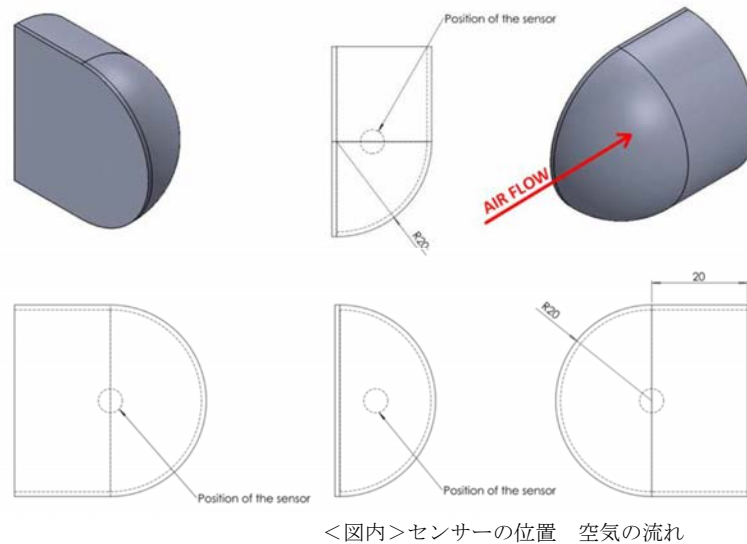 Position of the sensor
AIR FLOW
R20
20
R20
Position of the sensor
Position of the sensor
<図内>センサーの位置 空気の流れ